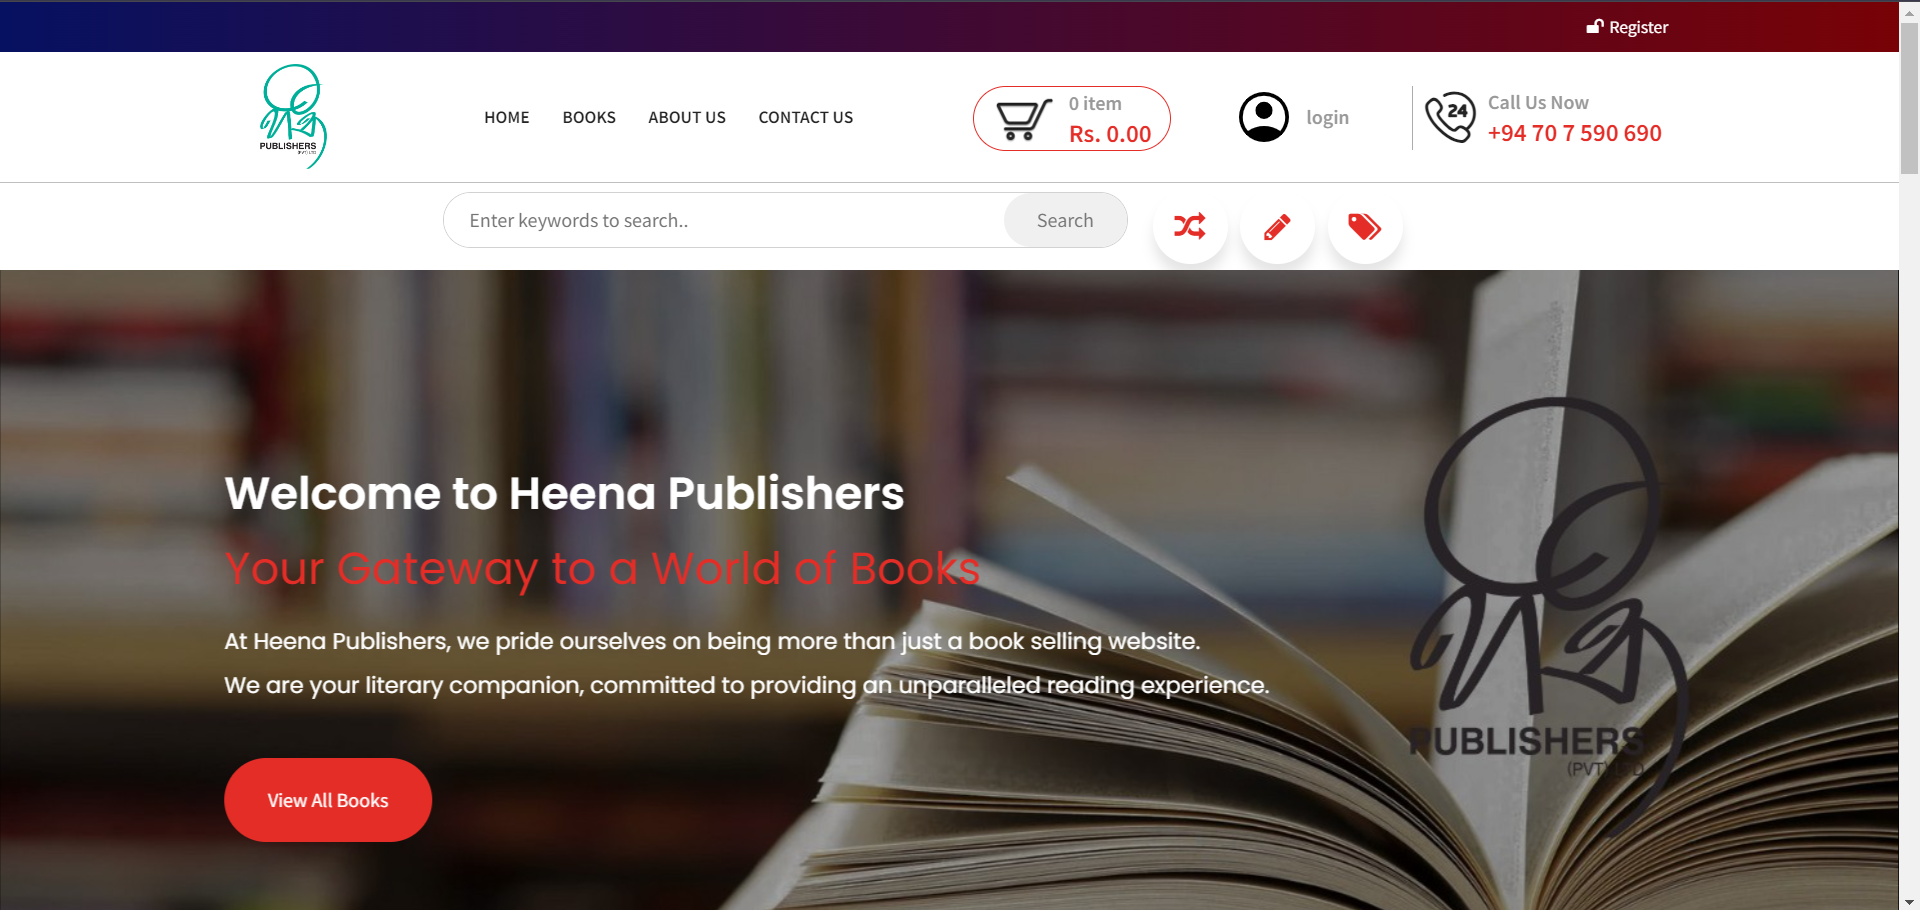 Register
PUBLISHERS
(PVT) LTD
HOME
BOOKS
ABOUT US
CONTACT US
0 item
Rs. 0.00
login
24
Call Us Now
+94 70 7 590 690
Enter keywords to search..
Search
Welcome to Heena Publishers
Your Gateway to a World of Books
At Heena Publishers, we pride ourselves on being more than just a book selling website.
We are your literary companion, committed to providing an unparalleled reading experience.
View All Books
PUBLISHERS
(PVT) LTD